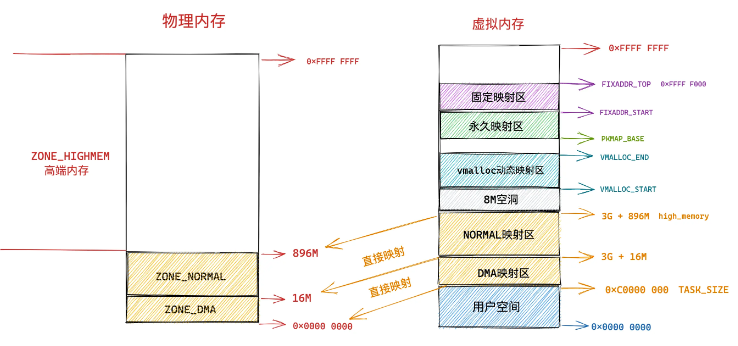 物理内存
虚拟内存
0×FFFF FFFF
0×FFFF FFFF
FIXADDR_TOP 0×FFFF F000
固定映射区
FIXADDR_START
永久映射区
PKMAP_BASE
ZONE_HIGHMEM
高端内存
VMALLOC_END
vmalloc动态映射区
VMALLOC_START
8M空洞
3G + 896M high_memory
NORMAL映射区
896M
直接映射
3G + 16M
ZONE_NORMAL
DMA映射区
直接映射
0×C0000 000 TASK_SIZE
16M
ZONE_DMA
用户空间
0×0000 0000
0×0000 0000